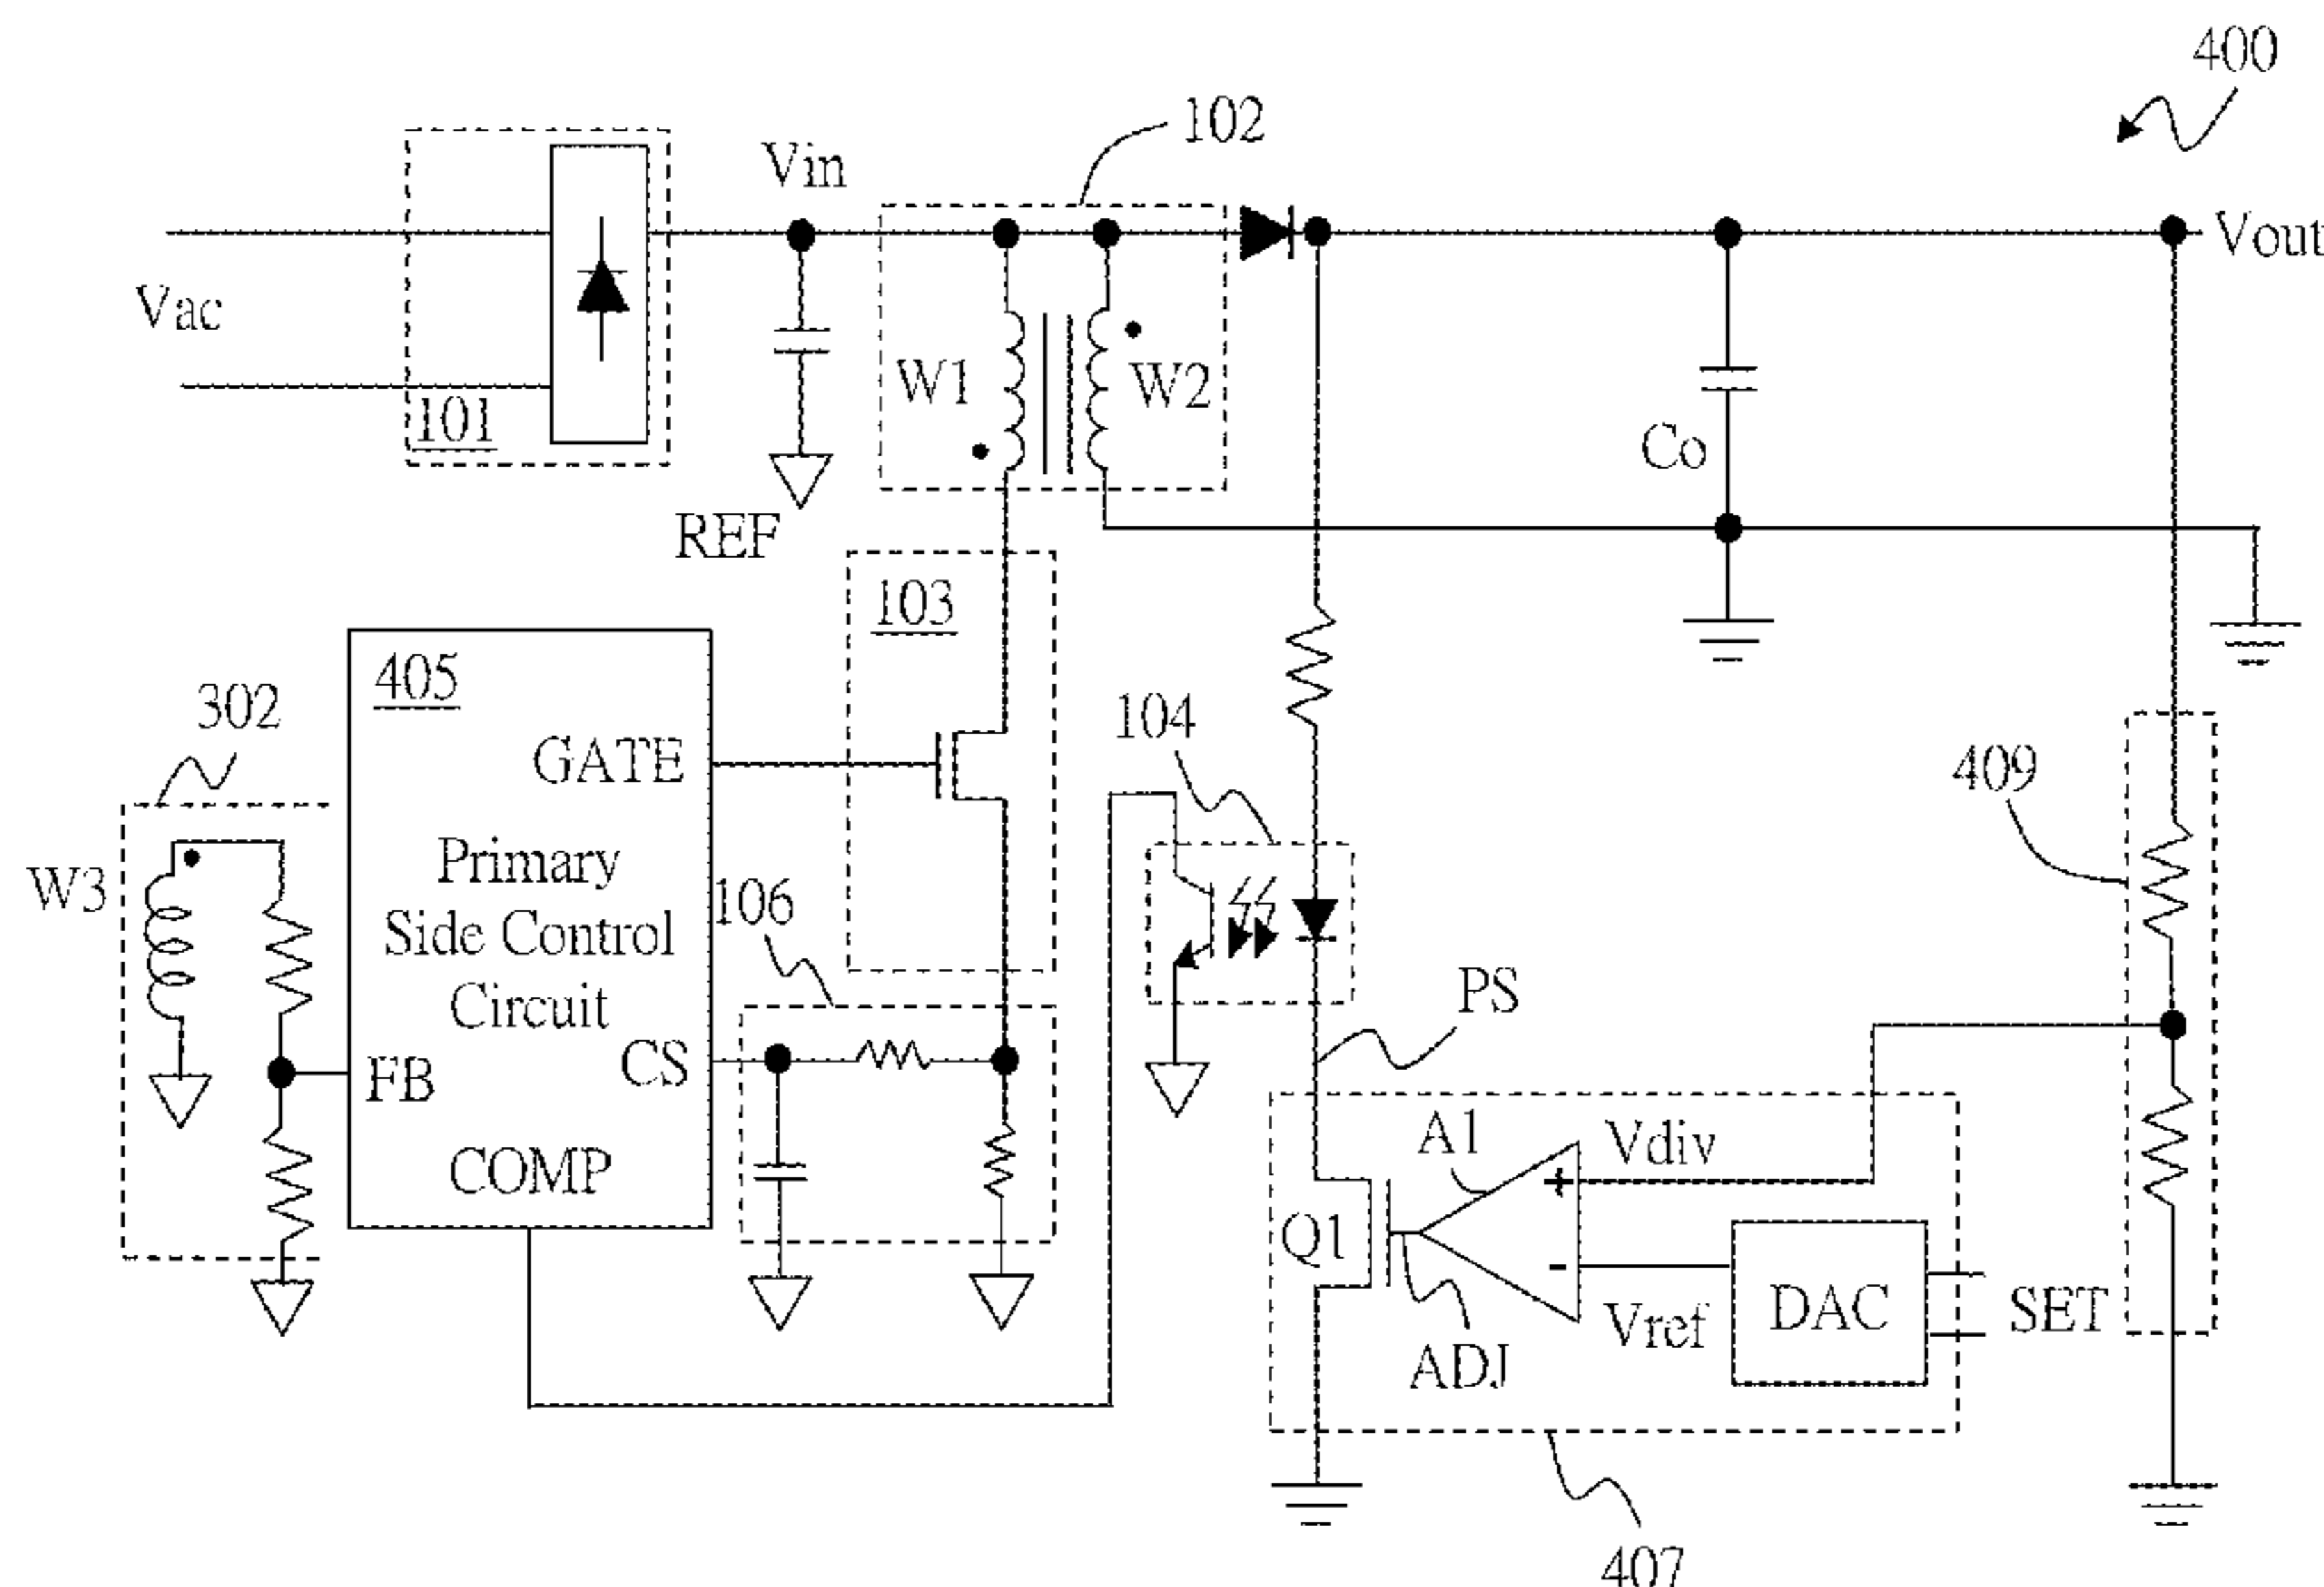 400
102
Vin
Vout
Vac
W1
W2
101
Co
REF
103
405
302
104
GATE
409
Primary
Side Control
Circuit
W3
106
PS
CS
FB
A1
Vdiv
COMP
+
Q1
-
DAC
SET
Vref
ADJ
407